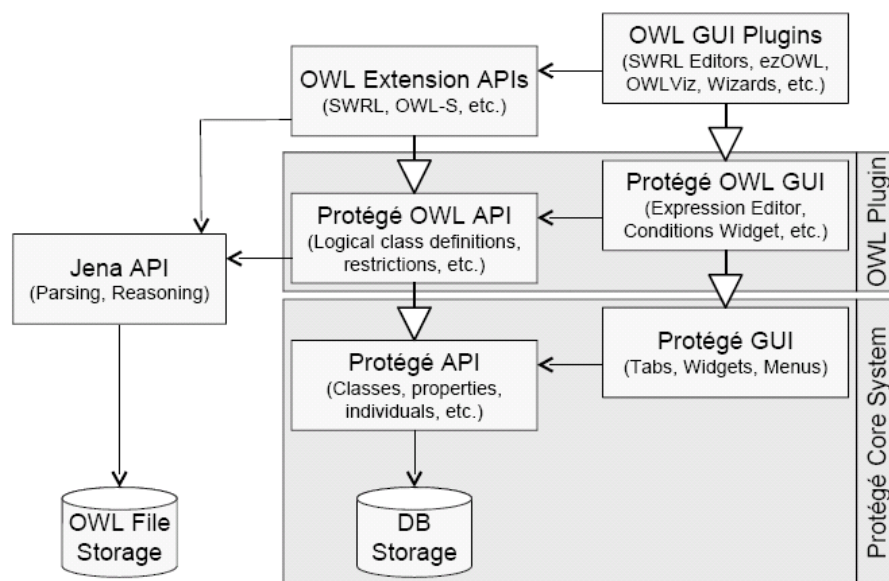 OWL GUI Plugins
(SWRL Editors, ezOWL,
OWLViz, Wizards, etc.)
OWL Extension APIs
(SWRL, OWL-S, etc.)
Protégé OWL GUI
(Expression Editor,
Conditions Widget, etc.)
Protégé OWL API
(Logical class definitions,
restrictions, etc.)
OWL Plugin
Jena API
(Parsing, Reasoning)
Protégé GUI
(Tabs, Widgets, Menus)
Protégé API
(Classes, properties,
individuals, etc.)
Protégé Core System
OWL File
Storage
DB
Storage